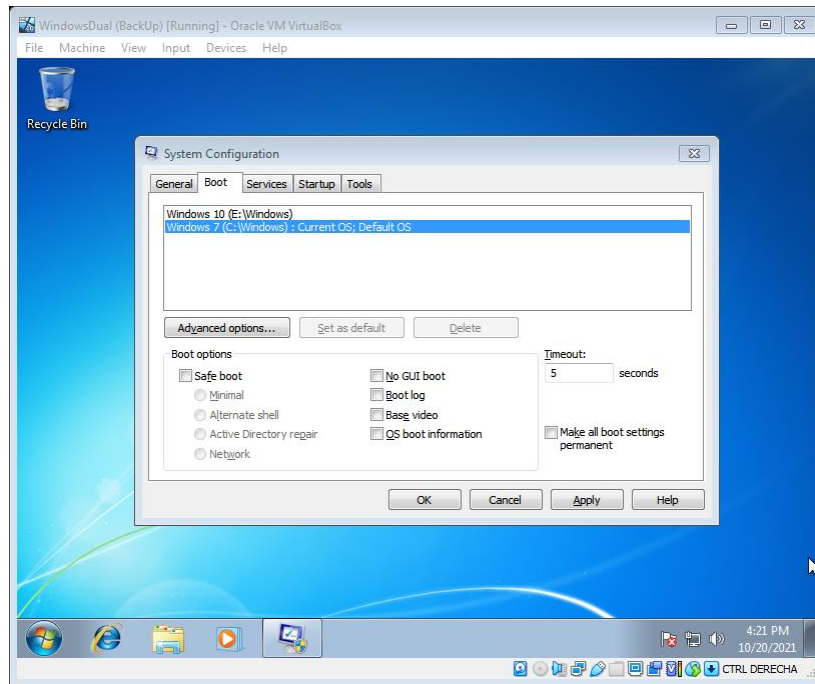 WindowsDual (BackUp) [Running] - Oracle VM VirtualBox
File Machine View Input Devices Help
Recycle Bin
System Configuration
General Boot Services Startup Tools
Windows 10 (E:\Windows)
Windows 7 (C:\Windows) : Current OS; Default OS
Advanced options... Set as default Delete
Boot options
Timeout:
Safe boot No GUI boot 5 seconds
Minimal Boot log
Alternate shell Base video
Active Directory repair OS boot information Make all boot settings
permanent
Network
OK Cancel Apply Help
4:21 PM
10/20/2021
CTRL DERECHA